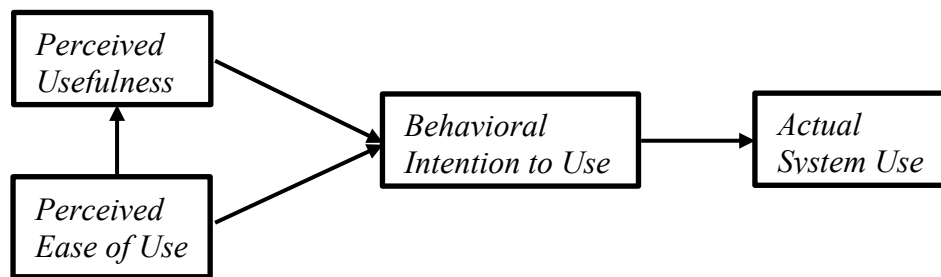 Perceived
Usefulness
Perceived
Ease of Use
Behavioral
Intention to Use
Actual
System Use